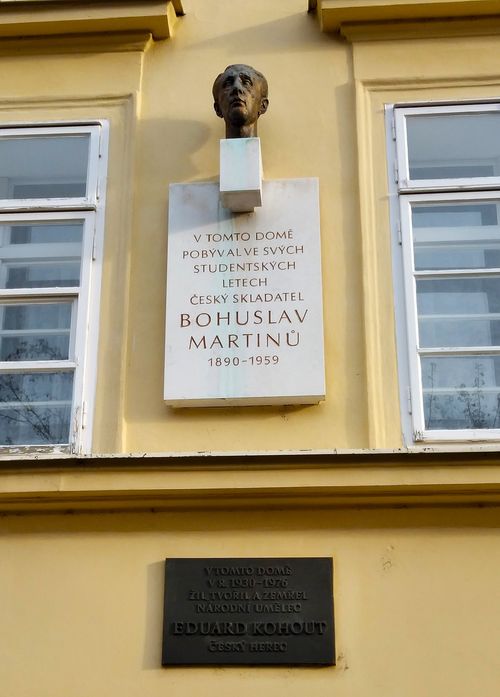 V TOMTO DOMĚ
POBÝVAL VE SVÝCH
STUDENTSKÝCH
LETECH
ČESKÝ SKLADATEL
BOHUSLAV
MARTINŮ
1890-1959
V TOMTO DOMĚ
V R. 1930-1976
ŽIL, TVOŘIL A ZEMŘEL
NÁRODNÍ UMĚLEC
EDUARD KOHOUT
ČESKÝ HEREC